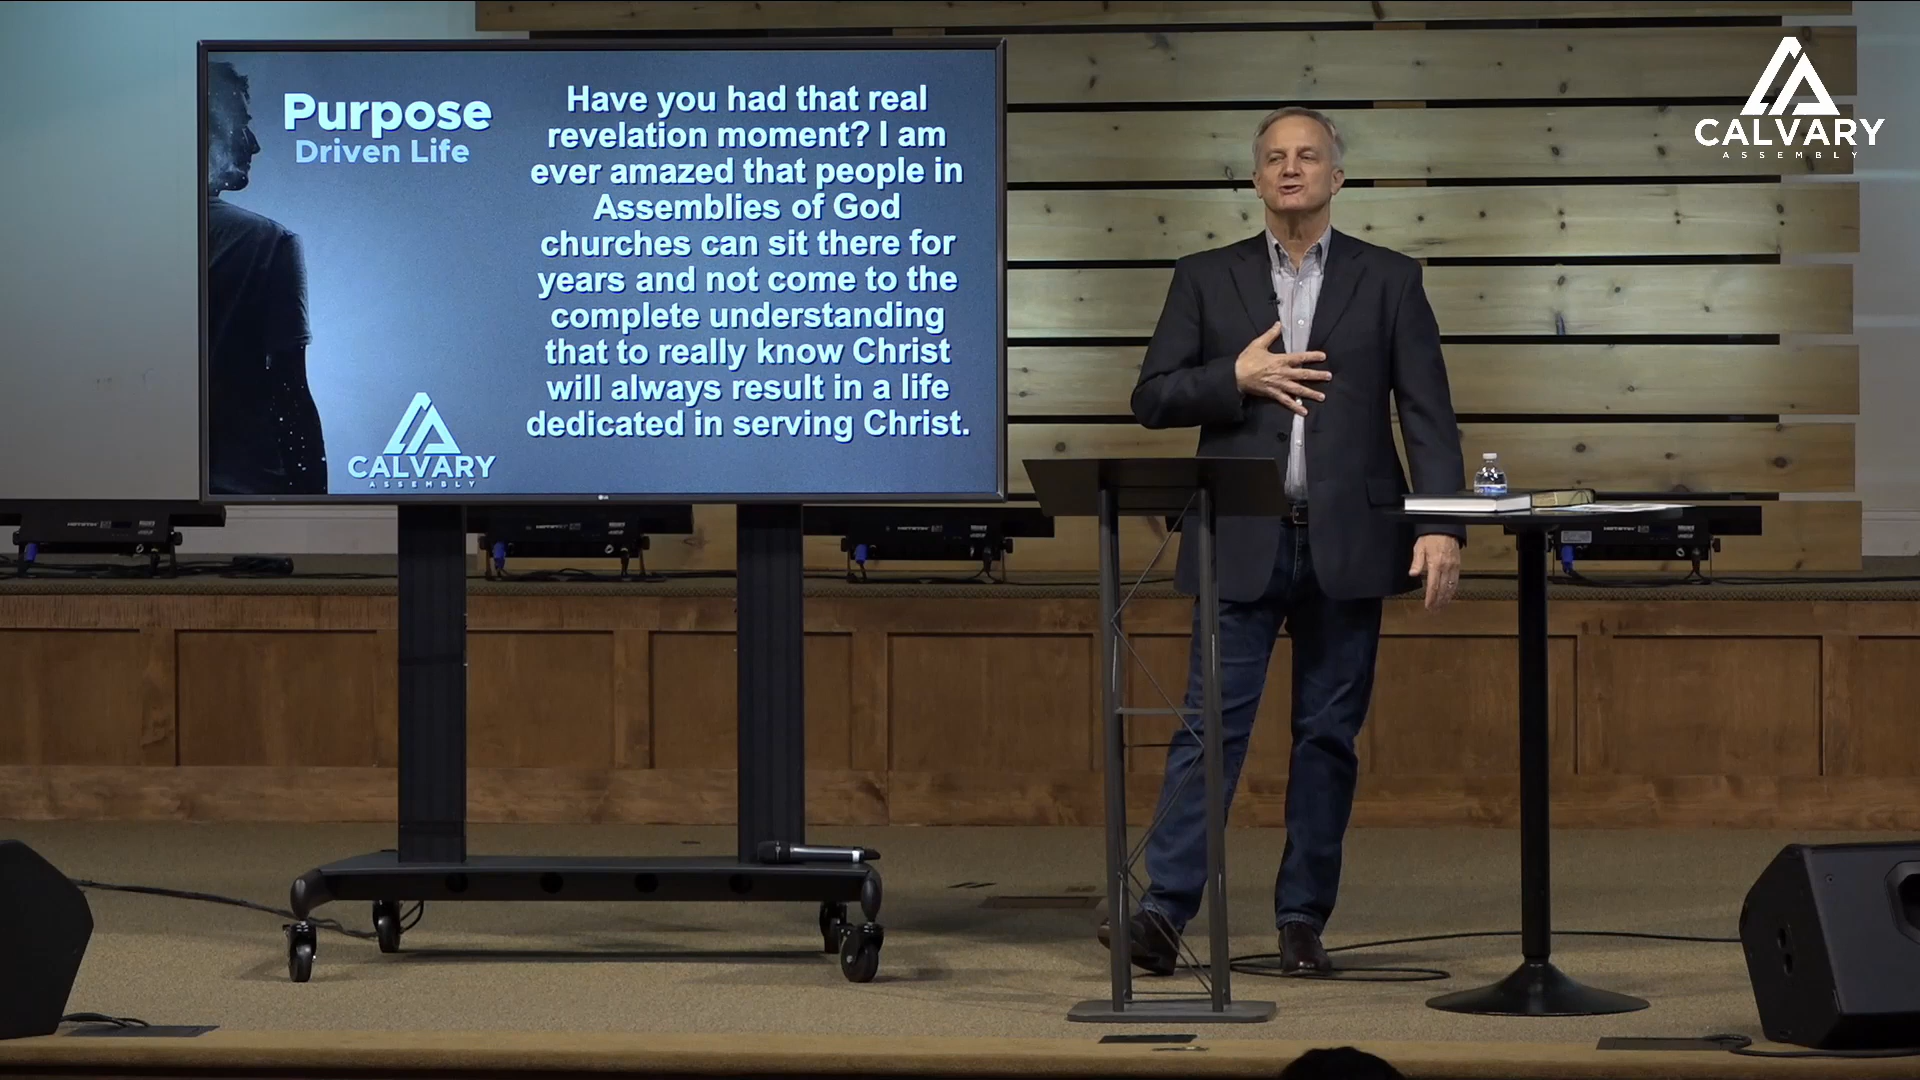 Purpose
Driven Life
Have you had that real
revelation moment? I am
ever amazed that people in
Assemblies of God
churches can sit there for
years and not come to the
complete understanding
that to really know Christ
will always result in a life
dedicated in serving Christ.
CALVARY
ASSEMBLY
LG
CALVARY
ASSEMBLY